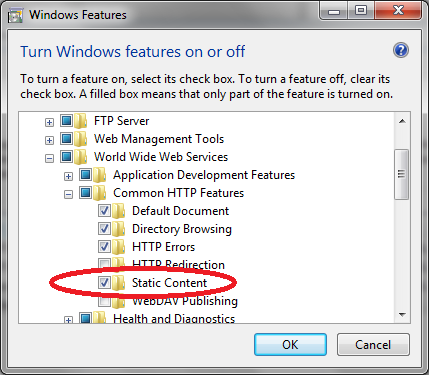 Windows Features
Turn Windows features on or off
To turn a feature on, select its check box. To turn a feature off, clear its
check box. A filled box means that only part of the feature is turned on.
FTP Server
Web Management Tools
World Wide Web Services
Application Development Features
Common HTTP Features
Default Document
Directory Browsing
HTTP Errors
HTTP Redirection
Static Content
WebDAV Publishing
Health and Diagnostics
OK
Cancel